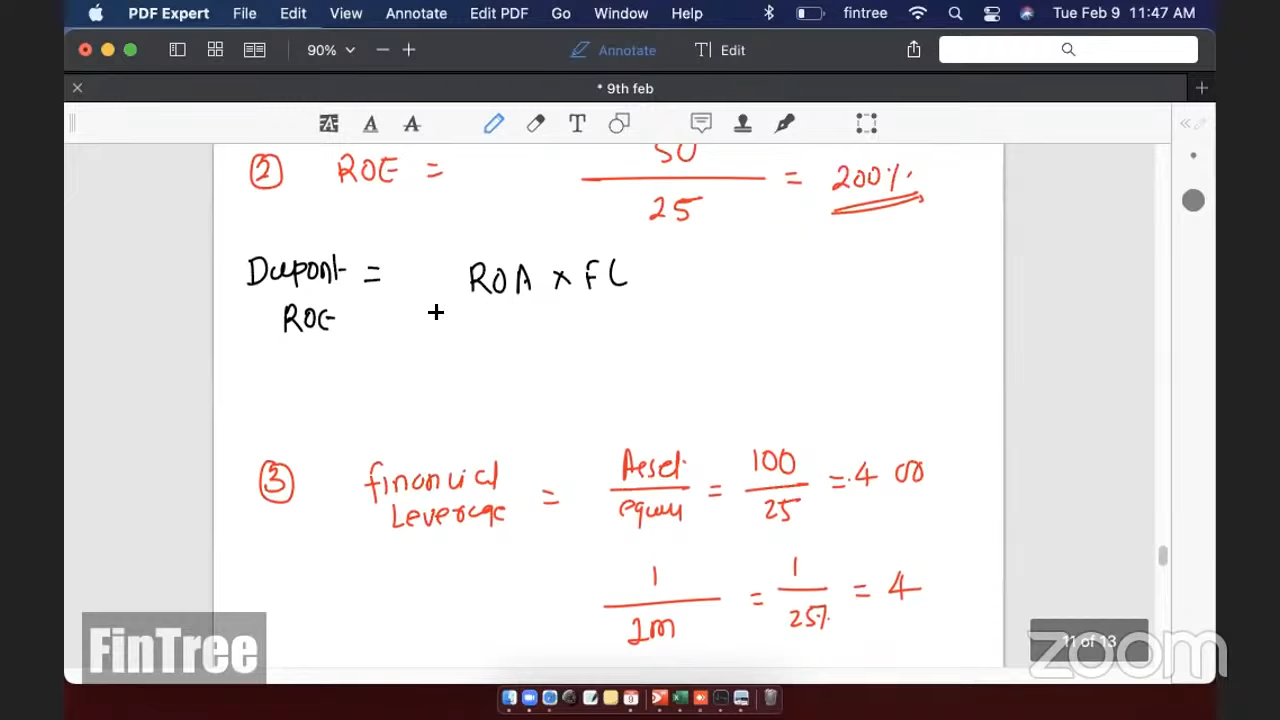 PDF Expert File Edit View Annotate Edit PDF Go Window Help fintree Tue Feb 9 11:47 AM
90% Annotate T Edit
* 9th feb
A A A T
② ROE = 50/25 = 200%
Dupont = ROA × FL
ROE
③ financial Leverage = Asset/equity = 100/25 = 4 or
1/IM = 1/25% = 4
FinTree
11 of 13
zoom